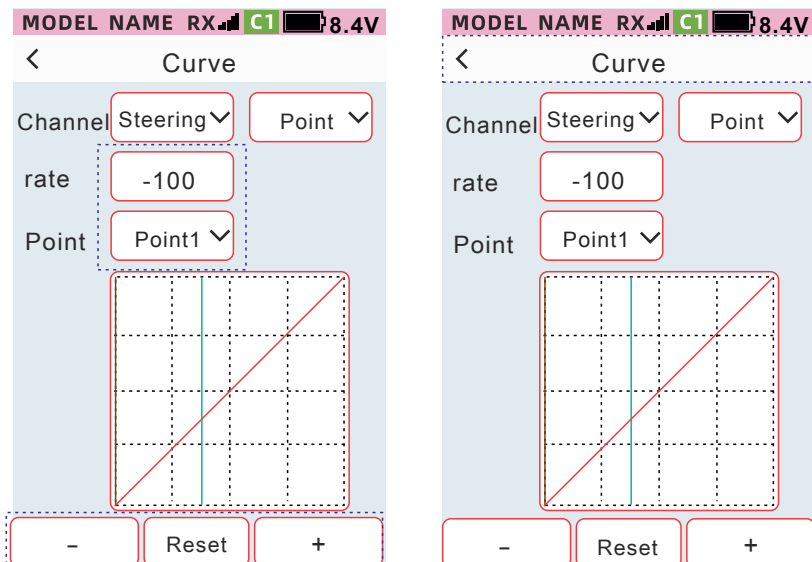 MODEL NAME RX C1 8.4V
<
Curve
Channel Steering Point
rate -100
Point Point1
- Reset +
MODEL NAME RX C1 8.4V
<
Curve
Channel Steering Point
rate -100
Point Point1
- Reset +